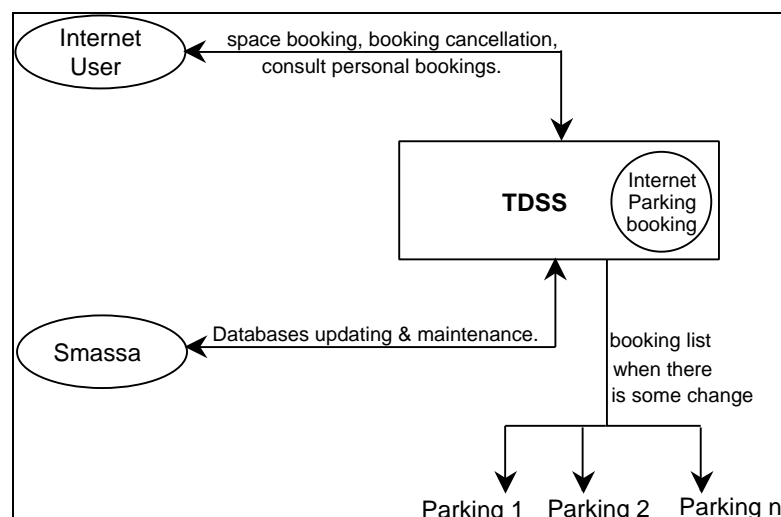 Internet
User
space booking, booking cancellation,
consult personal bookings.
TDSS
Internet
Parking
booking
Smassa
Databases updating & maintenance.
booking list
when there
is some change
Parking 1 Parking 2 Parking n